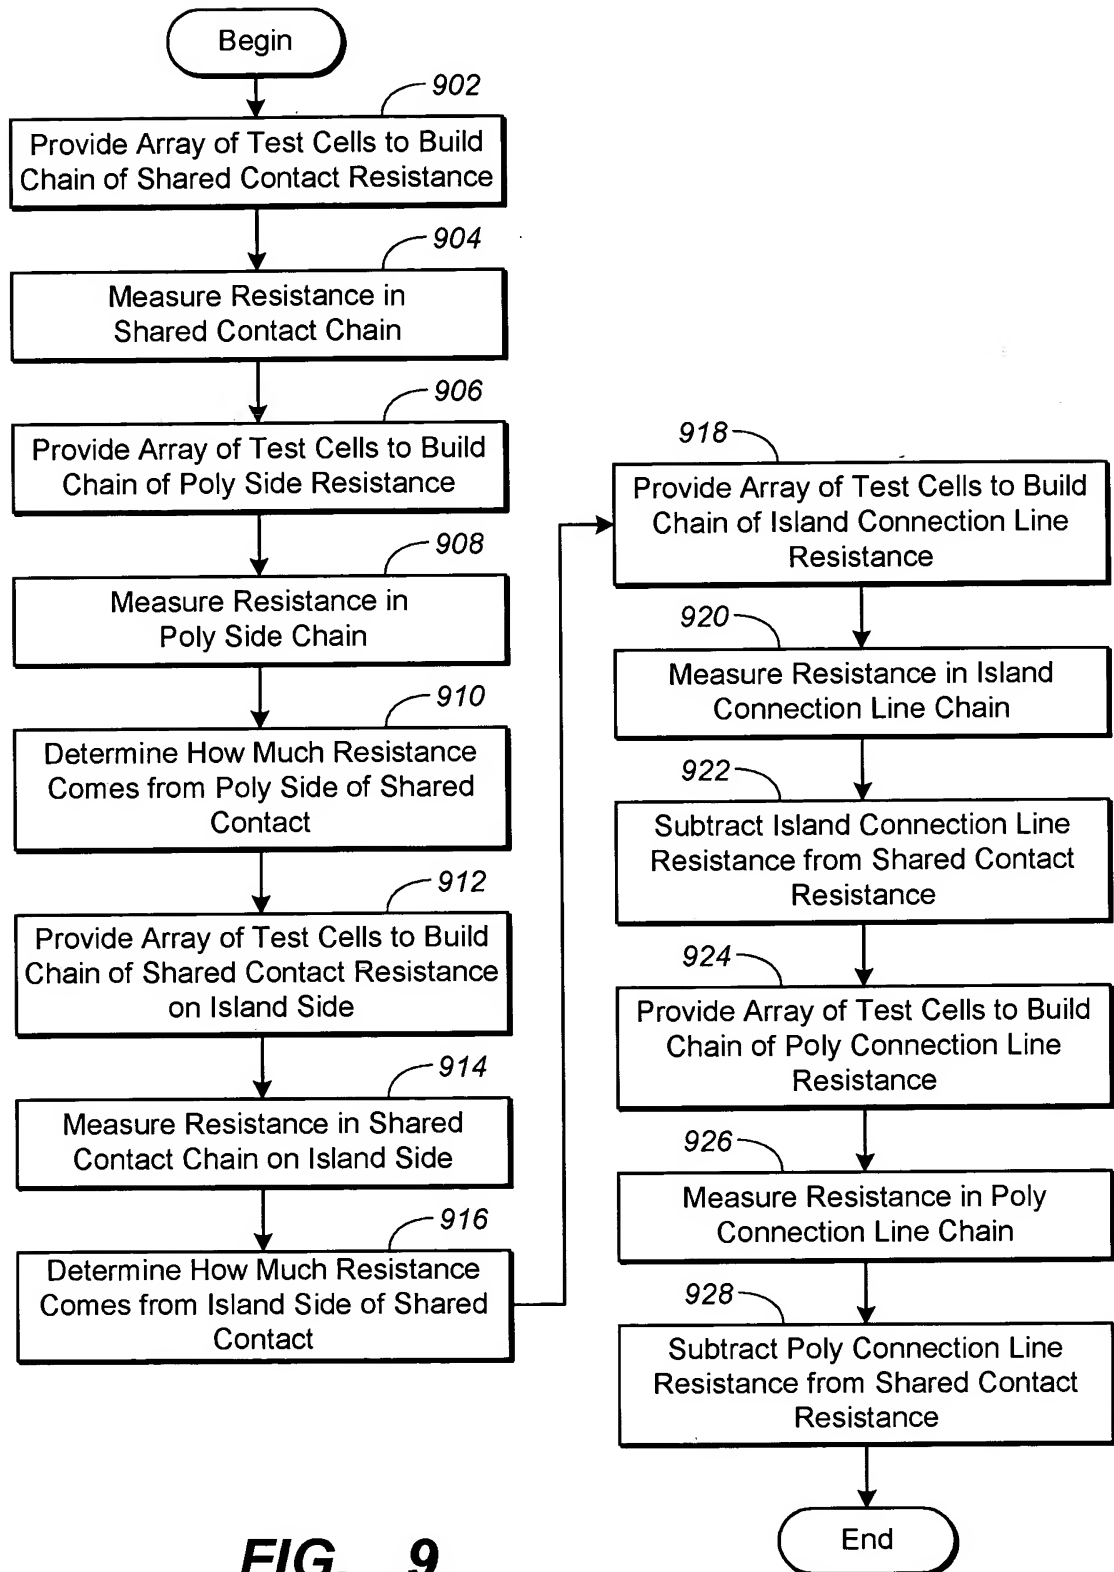 Begin
902
Provide Array of Test Cells to Build
Chain of Shared Contact Resistance
904
Measure Resistance in
Shared Contact Chain
906
Provide Array of Test Cells to Build
Chain of Poly Side Resistance
908
Measure Resistance in
Poly Side Chain
910
Determine How Much Resistance
Comes from Poly Side of Shared
Contact
912
Provide Array of Test Cells to Build
Chain of Shared Contact Resistance
on Island Side
914
Measure Resistance in Shared
Contact Chain on Island Side
916
Determine How Much Resistance
Comes from Island Side of Shared
Contact
918
Provide Array of Test Cells to Build
Chain of Island Connection Line
Resistance
920
Measure Resistance in Island
Connection Line Chain
922
Subtract Island Connection Line
Resistance from Shared Contact
Resistance
924
Provide Array of Test Cells to Build
Chain of Poly Connection Line
Resistance
926
Measure Resistance in Poly
Connection Line Chain
928
Subtract Poly Connection Line
Resistance from Shared Contact
Resistance
End
FIG. 9